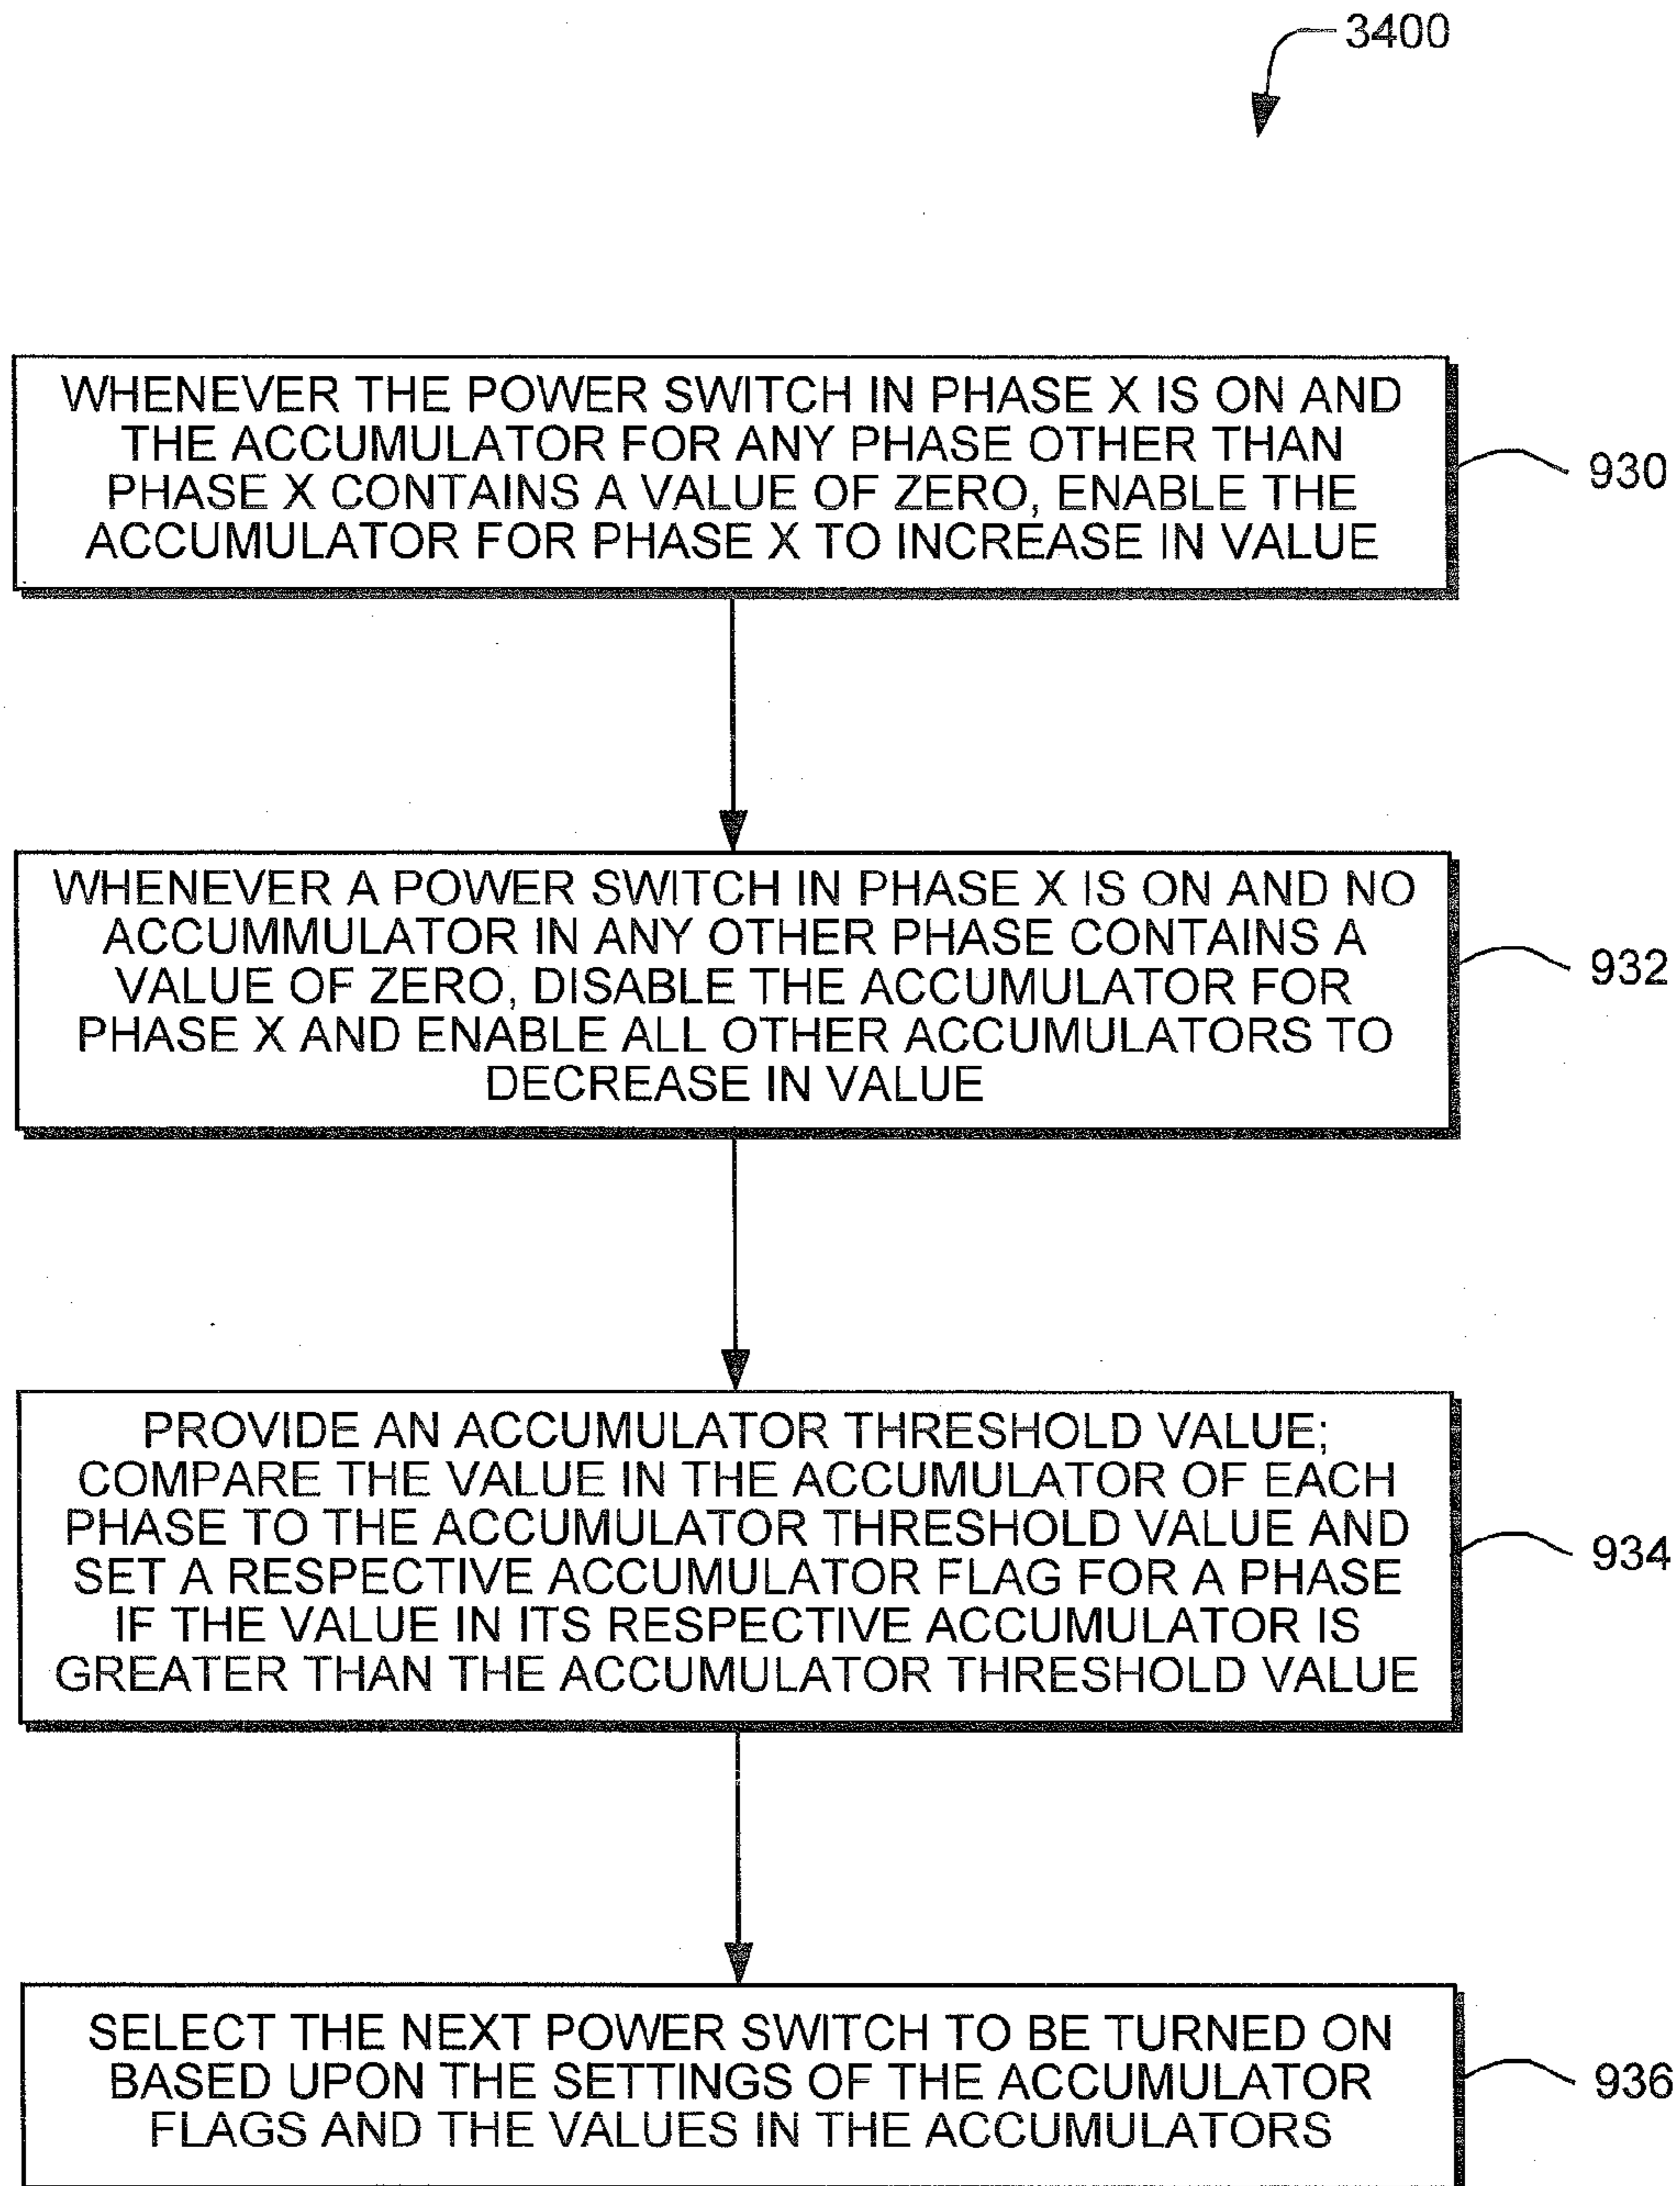 3400
WHENEVER THE POWER SWITCH IN PHASE X IS ON AND
THE ACCUMULATOR FOR ANY PHASE OTHER THAN
PHASE X CONTAINS A VALUE OF ZERO, ENABLE THE
ACCUMULATOR FOR PHASE X TO INCREASE IN VALUE
930
WHENEVER A POWER SWITCH IN PHASE X IS ON AND NO
ACCUMMULATOR IN ANY OTHER PHASE CONTAINS A
VALUE OF ZERO, DISABLE THE ACCUMULATOR FOR
PHASE X AND ENABLE ALL OTHER ACCUMULATORS TO
DECREASE IN VALUE
932
PROVIDE AN ACCUMULATOR THRESHOLD VALUE;
COMPARE THE VALUE IN THE ACCUMULATOR OF EACH
PHASE TO THE ACCUMULATOR THRESHOLD VALUE AND
SET A RESPECTIVE ACCUMULATOR FLAG FOR A PHASE
IF THE VALUE IN ITS RESPECTIVE ACCUMULATOR IS
GREATER THAN THE ACCUMULATOR THRESHOLD VALUE
934
SELECT THE NEXT POWER SWITCH TO BE TURNED ON
BASED UPON THE SETTINGS OF THE ACCUMULATOR
FLAGS AND THE VALUES IN THE ACCUMULATORS
936